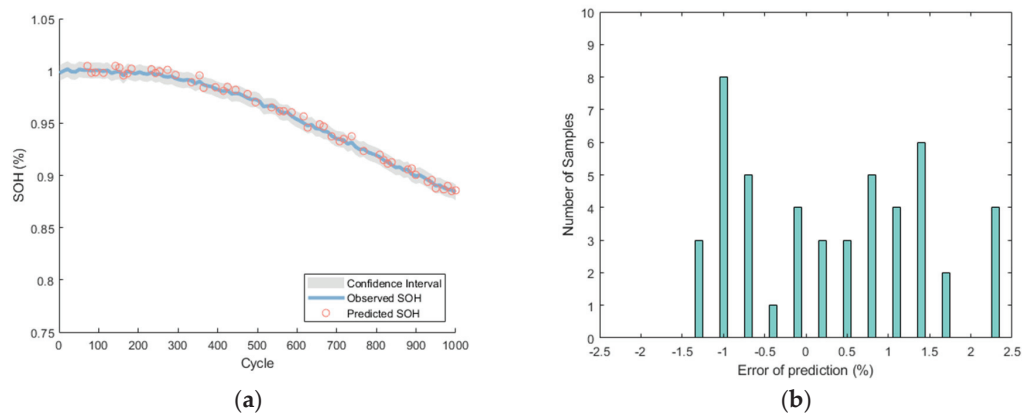 1.05
1
0.95
0.9
0.85
0.8
0.75
SOH (%)
0 100 200 300 400 500 600 700 800 900 1000
Cycle
Confidence Interval
Observed SOH
Predicted SOH
(a)
10
9
8
7
6
5
4
3
2
1
0
Number of Samples
-2.5 -2 -1.5 -1 -0.5 0 0.5 1 1.5 2 2.5
Error of prediction (%)
(b)